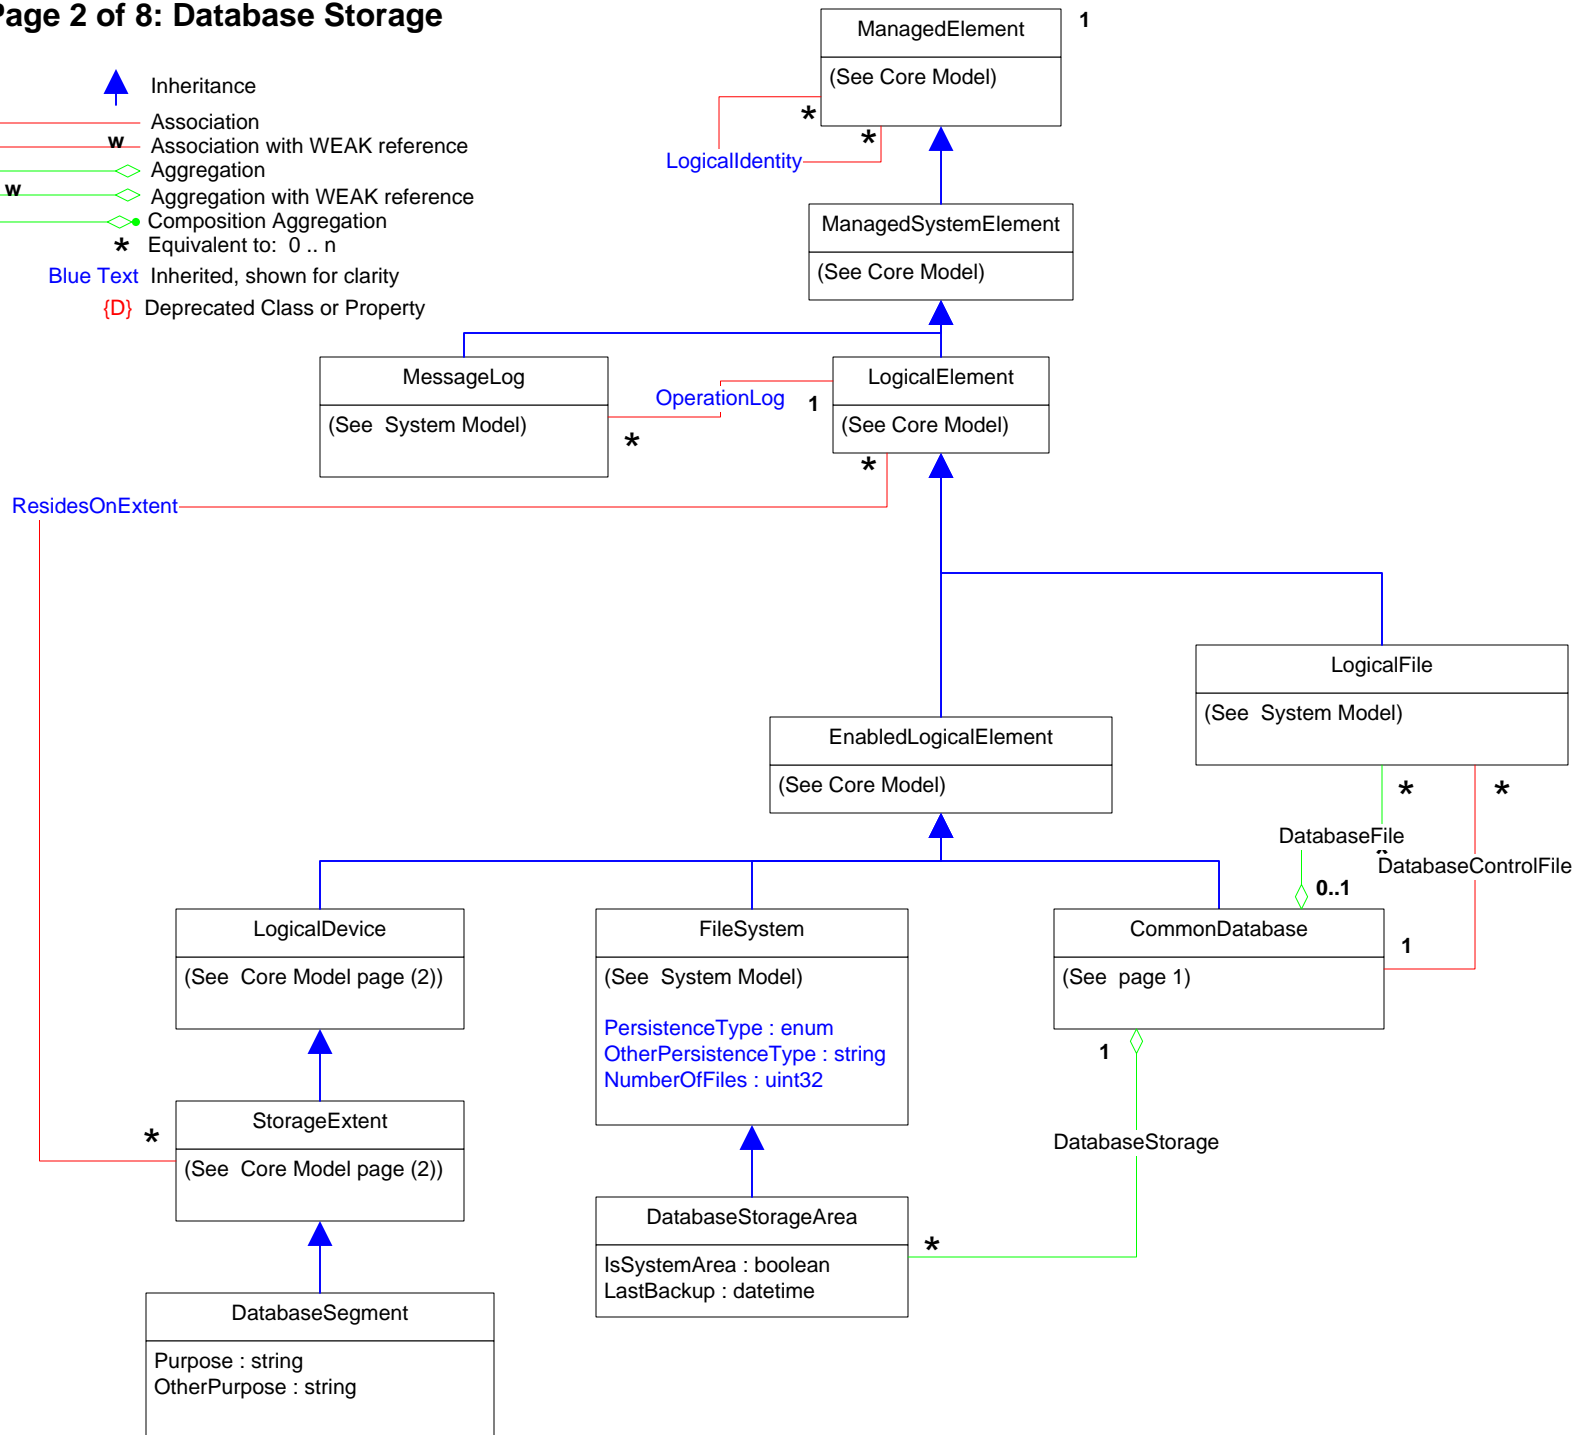 Page 2 of 8: Database Storage
Inheritance
Association
w Association with WEAK reference
Aggregation
w Aggregation with WEAK reference
Composition Aggregation
* Equivalent to: 0 .. n
Blue Text Inherited, shown for clarity
{D} Deprecated Class or Property
ManagedElement
1
(See Core Model)
*
*
LogicalIdentity
ManagedSystemElement
(See Core Model)
MessageLog
(See System Model)
OperationLog
1
*
LogicalElement
(See Core Model)
*
ResidesOnExtent
LogicalFile
(See System Model)
*
*
EnabledLogicalElement
(See Core Model)
DatabaseFile
DatabaseControlFile
0..1
LogicalDevice
(See Core Model page (2))
FileSystem
(See System Model)
PersistenceType : enum
OtherPersistenceType : string
NumberOfFiles : uint32
CommonDatabase
(See page 1)
1
1
StorageExtent
(See Core Model page (2))
*
DatabaseStorage
DatabaseStorageArea
IsSystemArea : boolean
LastBackup : datetime
*
DatabaseSegment
Purpose : string
OtherPurpose : string